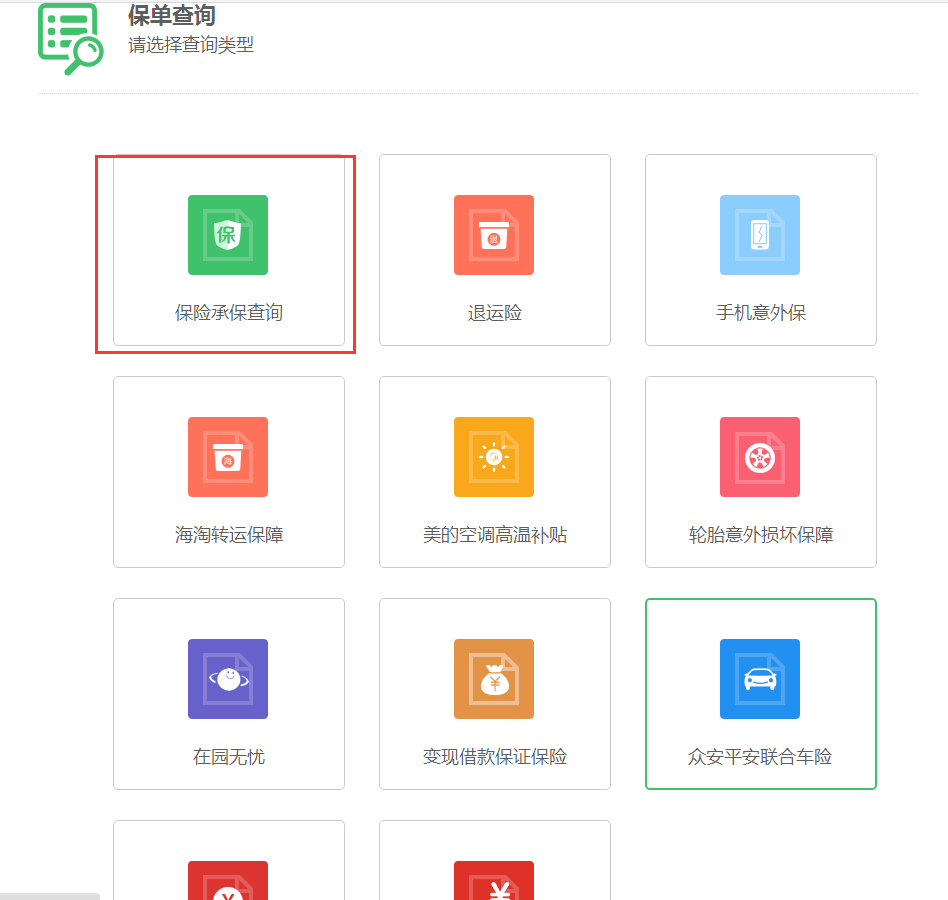 保单查询
请选择查询类型
保
保险承保查询
退
退运险
手机意外保
海
海淘转运保障
美的空调高温补贴
轮胎意外损坏保障
在园无忧
¥
变现借款保证保险
众安平安联合车险
¥
¥